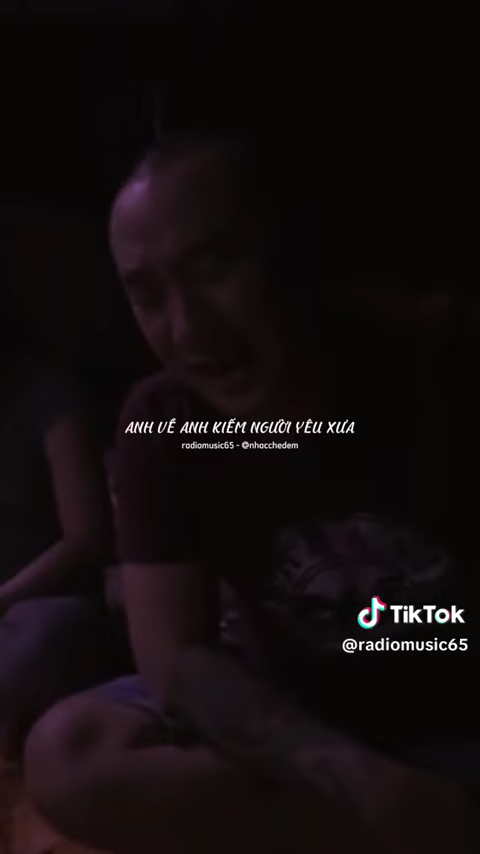 ANH VỀ ANH KIẾM NGƯỜI YÊU XƯA
radiomusic65 - @nhacchedem
TikTok
@radiomusic65